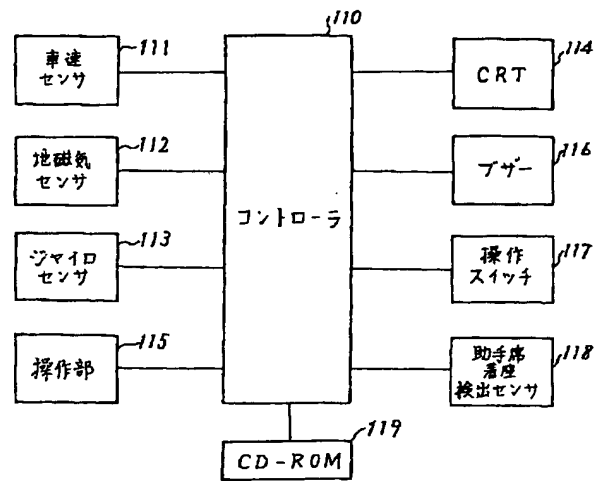 110
車速
センサ
111
地磁気
センサ
112
ジャイロ
センサ
113
操作部
115
コントローラ
CRT
114
ブザー
116
操作
スイッチ
117
助手席
着座
検出センサ
118
CD-ROM
119